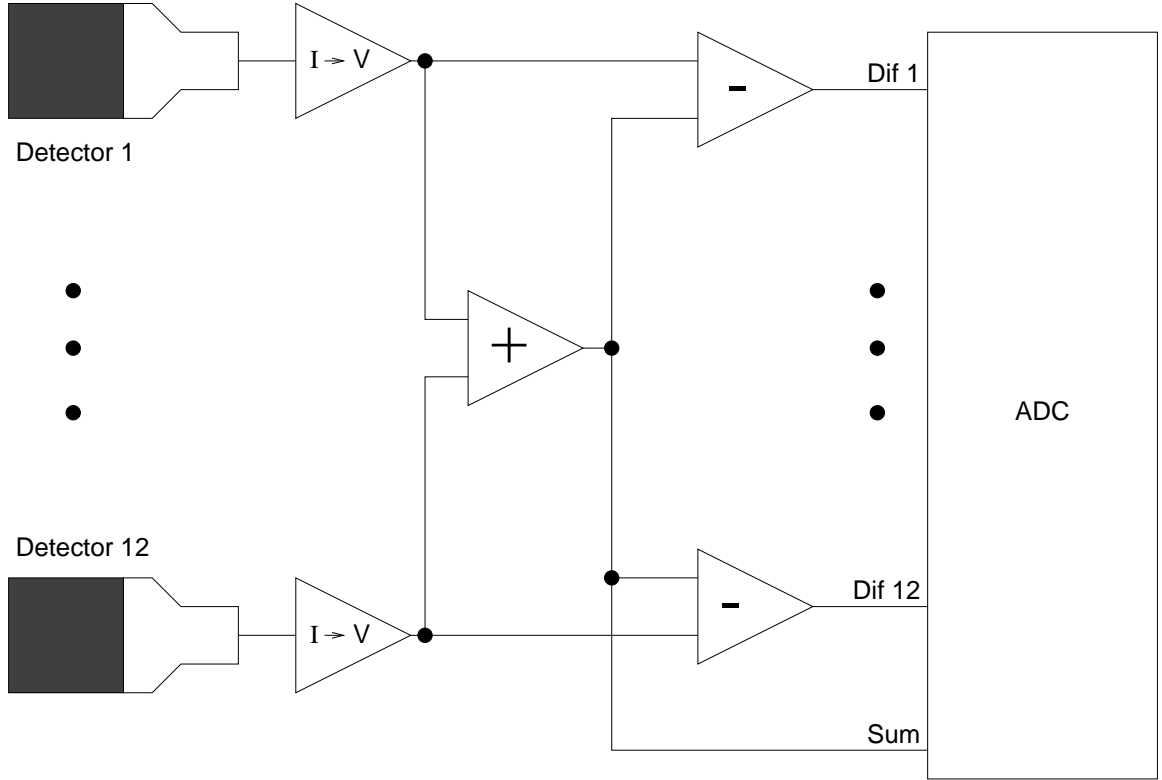 Dif 1
I → V
-
Detector 1
+
ADC
Detector 12
Dif 12
I → V
-
Sum